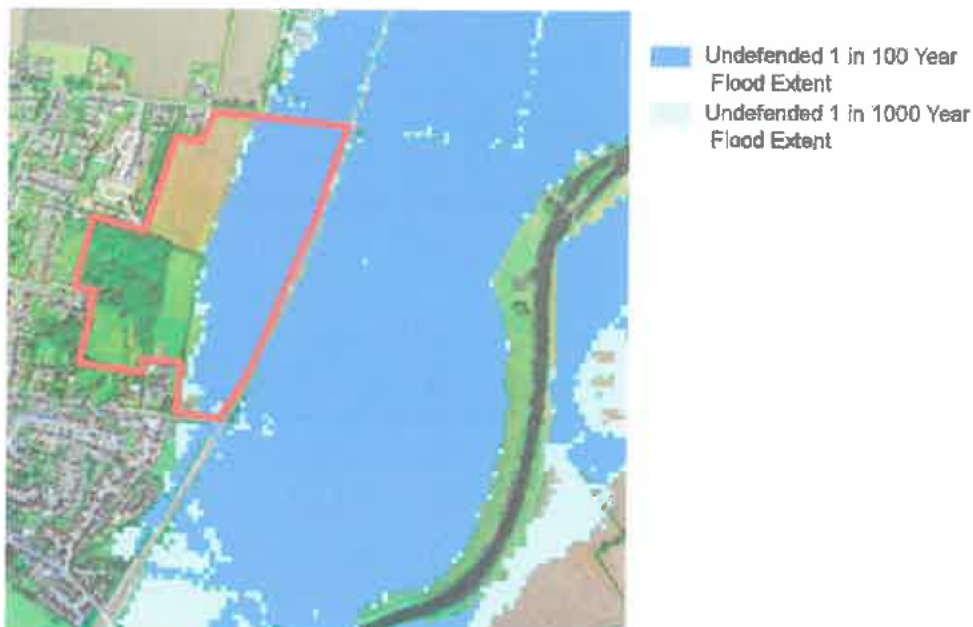 Undefended 1 in 100 Year
Flood Extent
Undefended 1 in 1000 Year
Flood Extent